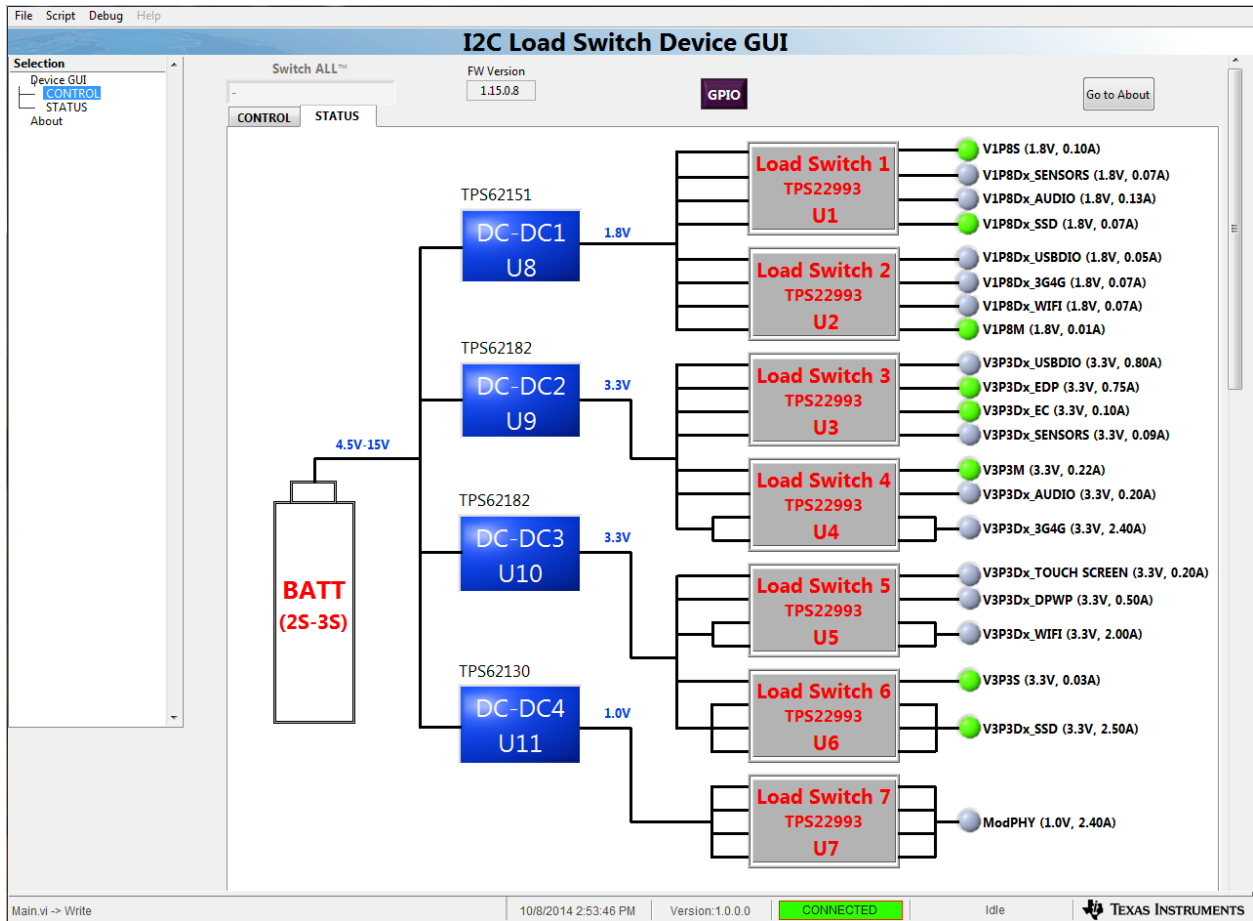 File Script Debug Help
I2C Load Switch Device GUI
Selection
Device GUI
CONTROL
STATUS
About
Switch ALL™
-
FW Version
1.15.0.8
GPIO
Go to About
CONTROL STATUS
BATT
(2S-3S)
4.5V-15V
TPS62151
DC-DC1
U8
1.8V
TPS62182
DC-DC2
U9
3.3V
TPS62182
DC-DC3
U10
3.3V
TPS62130
DC-DC4
U11
1.0V
Load Switch 1
TPS22993
U1
V1P8S (1.8V, 0.10A)
V1P8Dx_SENSORS (1.8V, 0.07A)
V1P8Dx_AUDIO (1.8V, 0.13A)
V1P8Dx_SSD (1.8V, 0.07A)
Load Switch 2
TPS22993
U2
V1P8Dx_USBDIO (1.8V, 0.05A)
V1P8Dx_3G4G (1.8V, 0.07A)
V1P8Dx_WIFI (1.8V, 0.07A)
V1P8M (1.8V, 0.01A)
Load Switch 3
TPS22993
U3
V3P3Dx_USBDIO (3.3V, 0.80A)
V3P3Dx_EDP (3.3V, 0.75A)
V3P3Dx_EC (3.3V, 0.10A)
V3P3Dx_SENSORS (3.3V, 0.09A)
Load Switch 4
TPS22993
U4
V3P3M (3.3V, 0.22A)
V3P3Dx_AUDIO (3.3V, 0.20A)
V3P3Dx_3G4G (3.3V, 2.40A)
Load Switch 5
TPS22993
U5
V3P3Dx_TOUCH SCREEN (3.3V, 0.20A)
V3P3Dx_DPWP (3.3V, 0.50A)
V3P3Dx_WIFI (3.3V, 2.00A)
Load Switch 6
TPS22993
U6
V3P3S (3.3V, 0.03A)
V3P3Dx_SSD (3.3V, 2.50A)
Load Switch 7
TPS22993
U7
ModPHY (1.0V, 2.40A)
Main.vi -> Write
10/8/2014 2:53:46 PM
Version:1.0.0.0
CONNECTED
Idle
TEXAS INSTRUMENTS